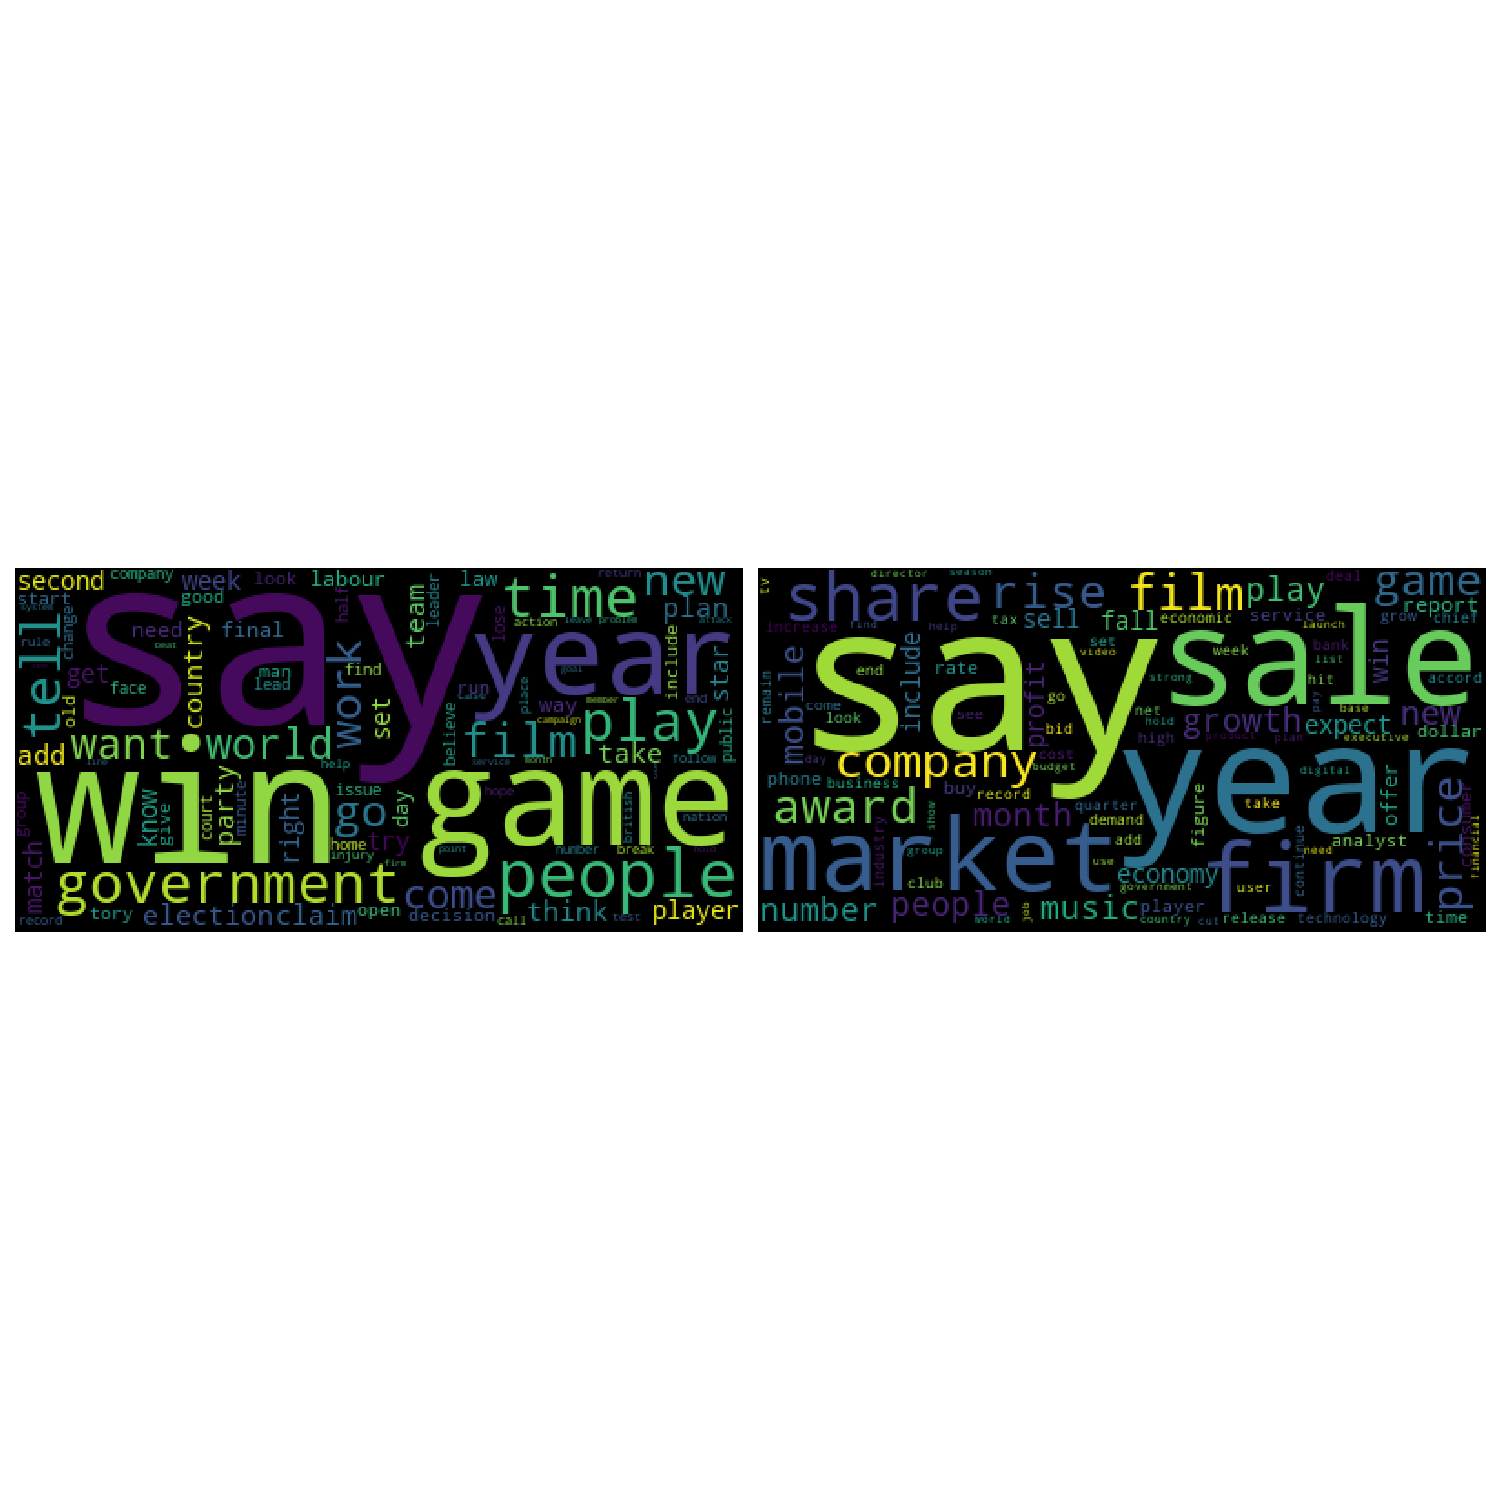 second
company
week
look
labour
law
time
return
new
start
good
half
leader
plan
system
change
tell
say
year
action
leave
problem
attack
rule
need
final
team
lose
country
get
face
man
lead
find
work
run
way
place
goal
include
start
end
old
set
believe
film
campaign
member
play
public
want
•
world
take
add
help
service
month
follow
win
game
issue
hope
group
know
give
court
party
minute
right
go
day
british
nation
match
try
home
injury
point
number
break
firm
government
come
people
tory
election
claim
open
decision
call
think
test
player
record
tv
director
season
share
rise
film
play
deal
game
increase
find
help
tax
sell
fall
economic
service
launch
report
grow
chief
mobile
say
set
video
sale
week
bank
list
win
end
rate
include
strong
hit
accord
remain
come
look
see
profit
go
bid
net
hold
pay
base
new
growth
expect
dollar
high
product
plan
executive
company
cost
budget
year
day
phone
business
buy
record
digital
offer
award
show
month
quarter
demand
figure
take
price
consumer
market
industry
group
add
use
firm
analyst
need
continue
financial
club
economy
government
user
number
people
job
world
music
player
country
cut
release
technology
time